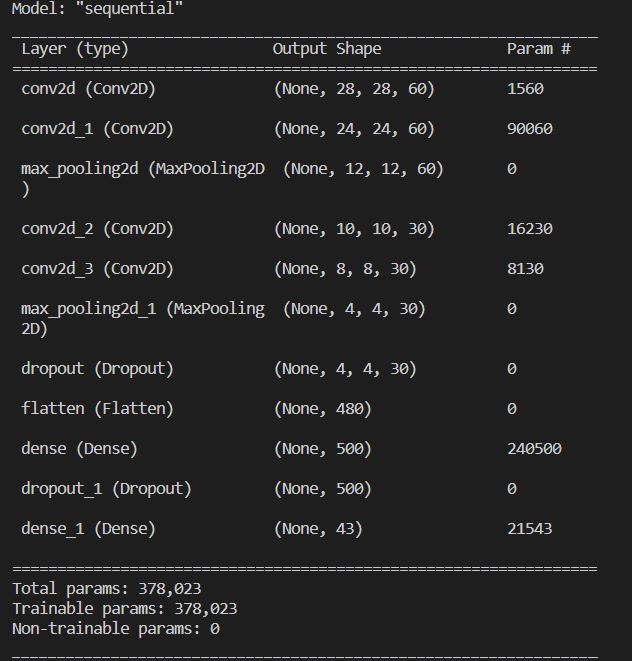 Model: "sequential"
_________________________________________________________________
Layer (type) Output Shape Param #
=================================================================
conv2d (Conv2D) (None, 28, 28, 60) 1560
conv2d_1 (Conv2D) (None, 24, 24, 60) 90060
max_pooling2d (MaxPooling2D (None, 12, 12, 60) 0
)
conv2d_2 (Conv2D) (None, 10, 10, 30) 16230
conv2d_3 (Conv2D) (None, 8, 8, 30) 8130
max_pooling2d_1 (MaxPooling (None, 4, 4, 30) 0
2D)
dropout (Dropout) (None, 4, 4, 30) 0
flatten (Flatten) (None, 480) 0
dense (Dense) (None, 500) 240500
dropout_1 (Dropout) (None, 500) 0
dense_1 (Dense) (None, 43) 21543
=================================================================
Total params: 378,023
Trainable params: 378,023
Non-trainable params: 0
_________________________________________________________________